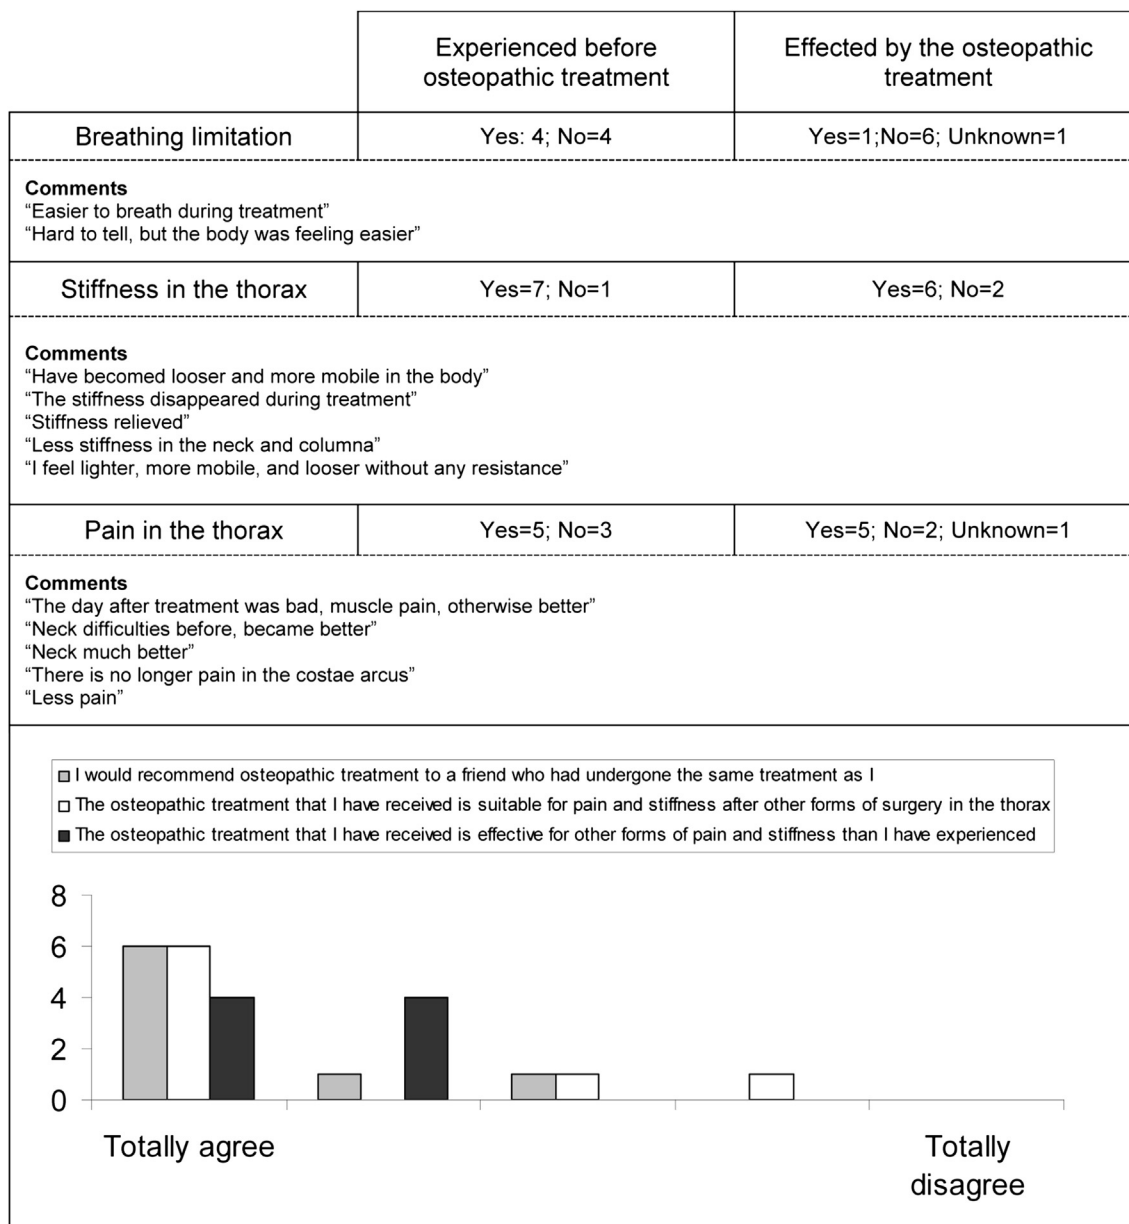 Experienced before
osteopathic treatment
Effected by the osteopathic
treatment
Breathing limitation
Yes: 4; No=4
Yes=1;No=6; Unknown=1
Comments
“Easier to breath during treatment”
“Hard to tell, but the body was feeling easier”
Stiffness in the thorax
Yes=7; No=1
Yes=6; No=2
Comments
“Have becomed looser and more mobile in the body”
“The stiffness disappeared during treatment”
“Stiffness relieved”
“Less stiffness in the neck and columna”
“I feel lighter, more mobile, and looser without any resistance”
Pain in the thorax
Yes=5; No=3
Yes=5; No=2; Unknown=1
Comments
“The day after treatment was bad, muscle pain, otherwise better”
“Neck difficulties before, became better”
“Neck much better”
“There is no longer pain in the costae arcus”
“Less pain”
I would recommend osteopathic treatment to a friend who had undergone the same treatment as I
The osteopathic treatment that I have received is suitable for pain and stiffness after other forms of surgery in the thorax
The osteopathic treatment that I have received is effective for other forms of pain and stiffness than I have experienced
8
6
4
2
0
Totally agree
Totally
disagree